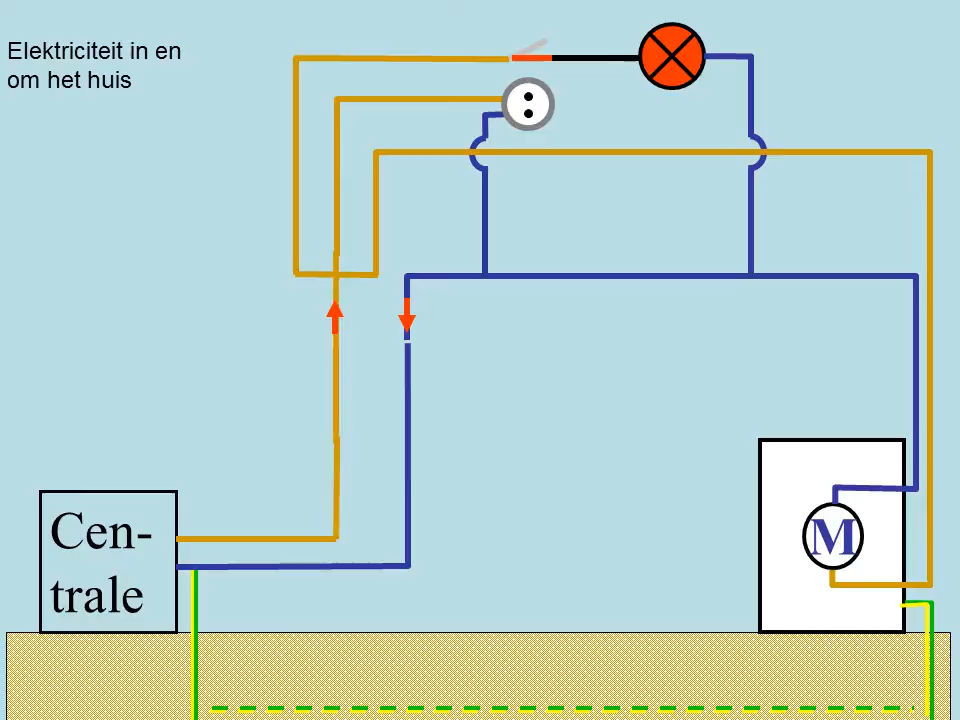 Elektriciteit in en
om het huis
Cen-
trale
M